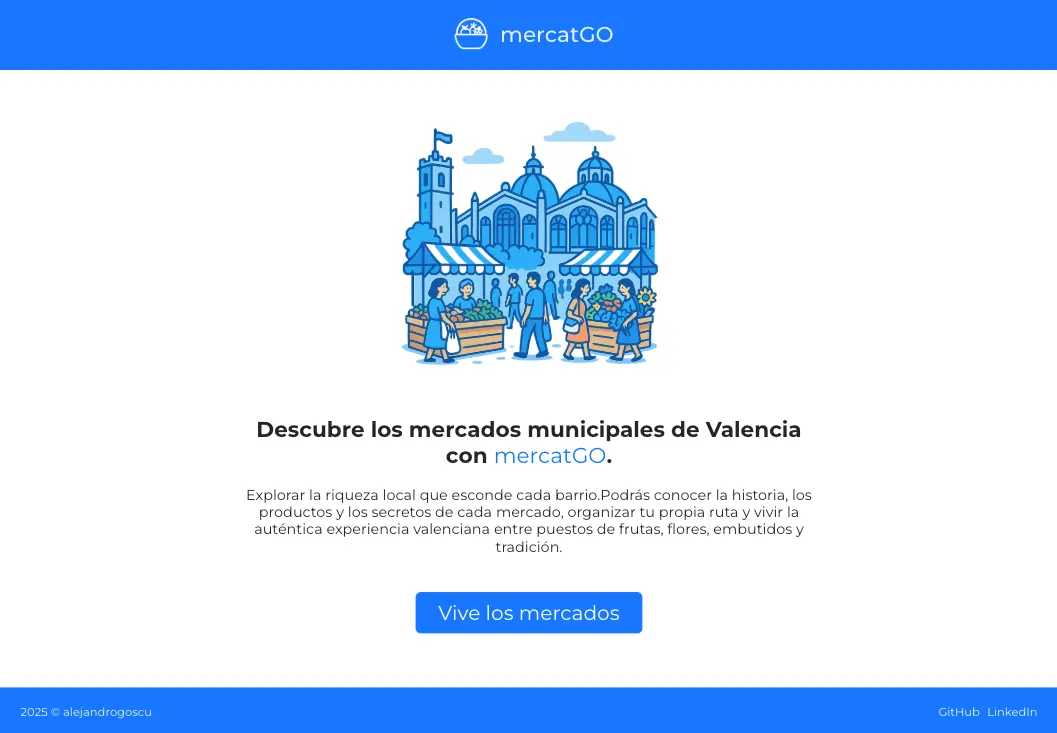 mercatGO
Descubre los mercados municipales de Valencia
con mercatGO.
Explorar la riqueza local que esconde cada barrio.Podrás conocer la historia, los
productos y los secretos de cada mercado, organizar tu propia ruta y vivir la
auténtica experiencia valenciana entre puestos de frutas, flores, embutidos y
tradición.
Vive los mercados
2025 © alejandrogoscu
GitHub LinkedIn